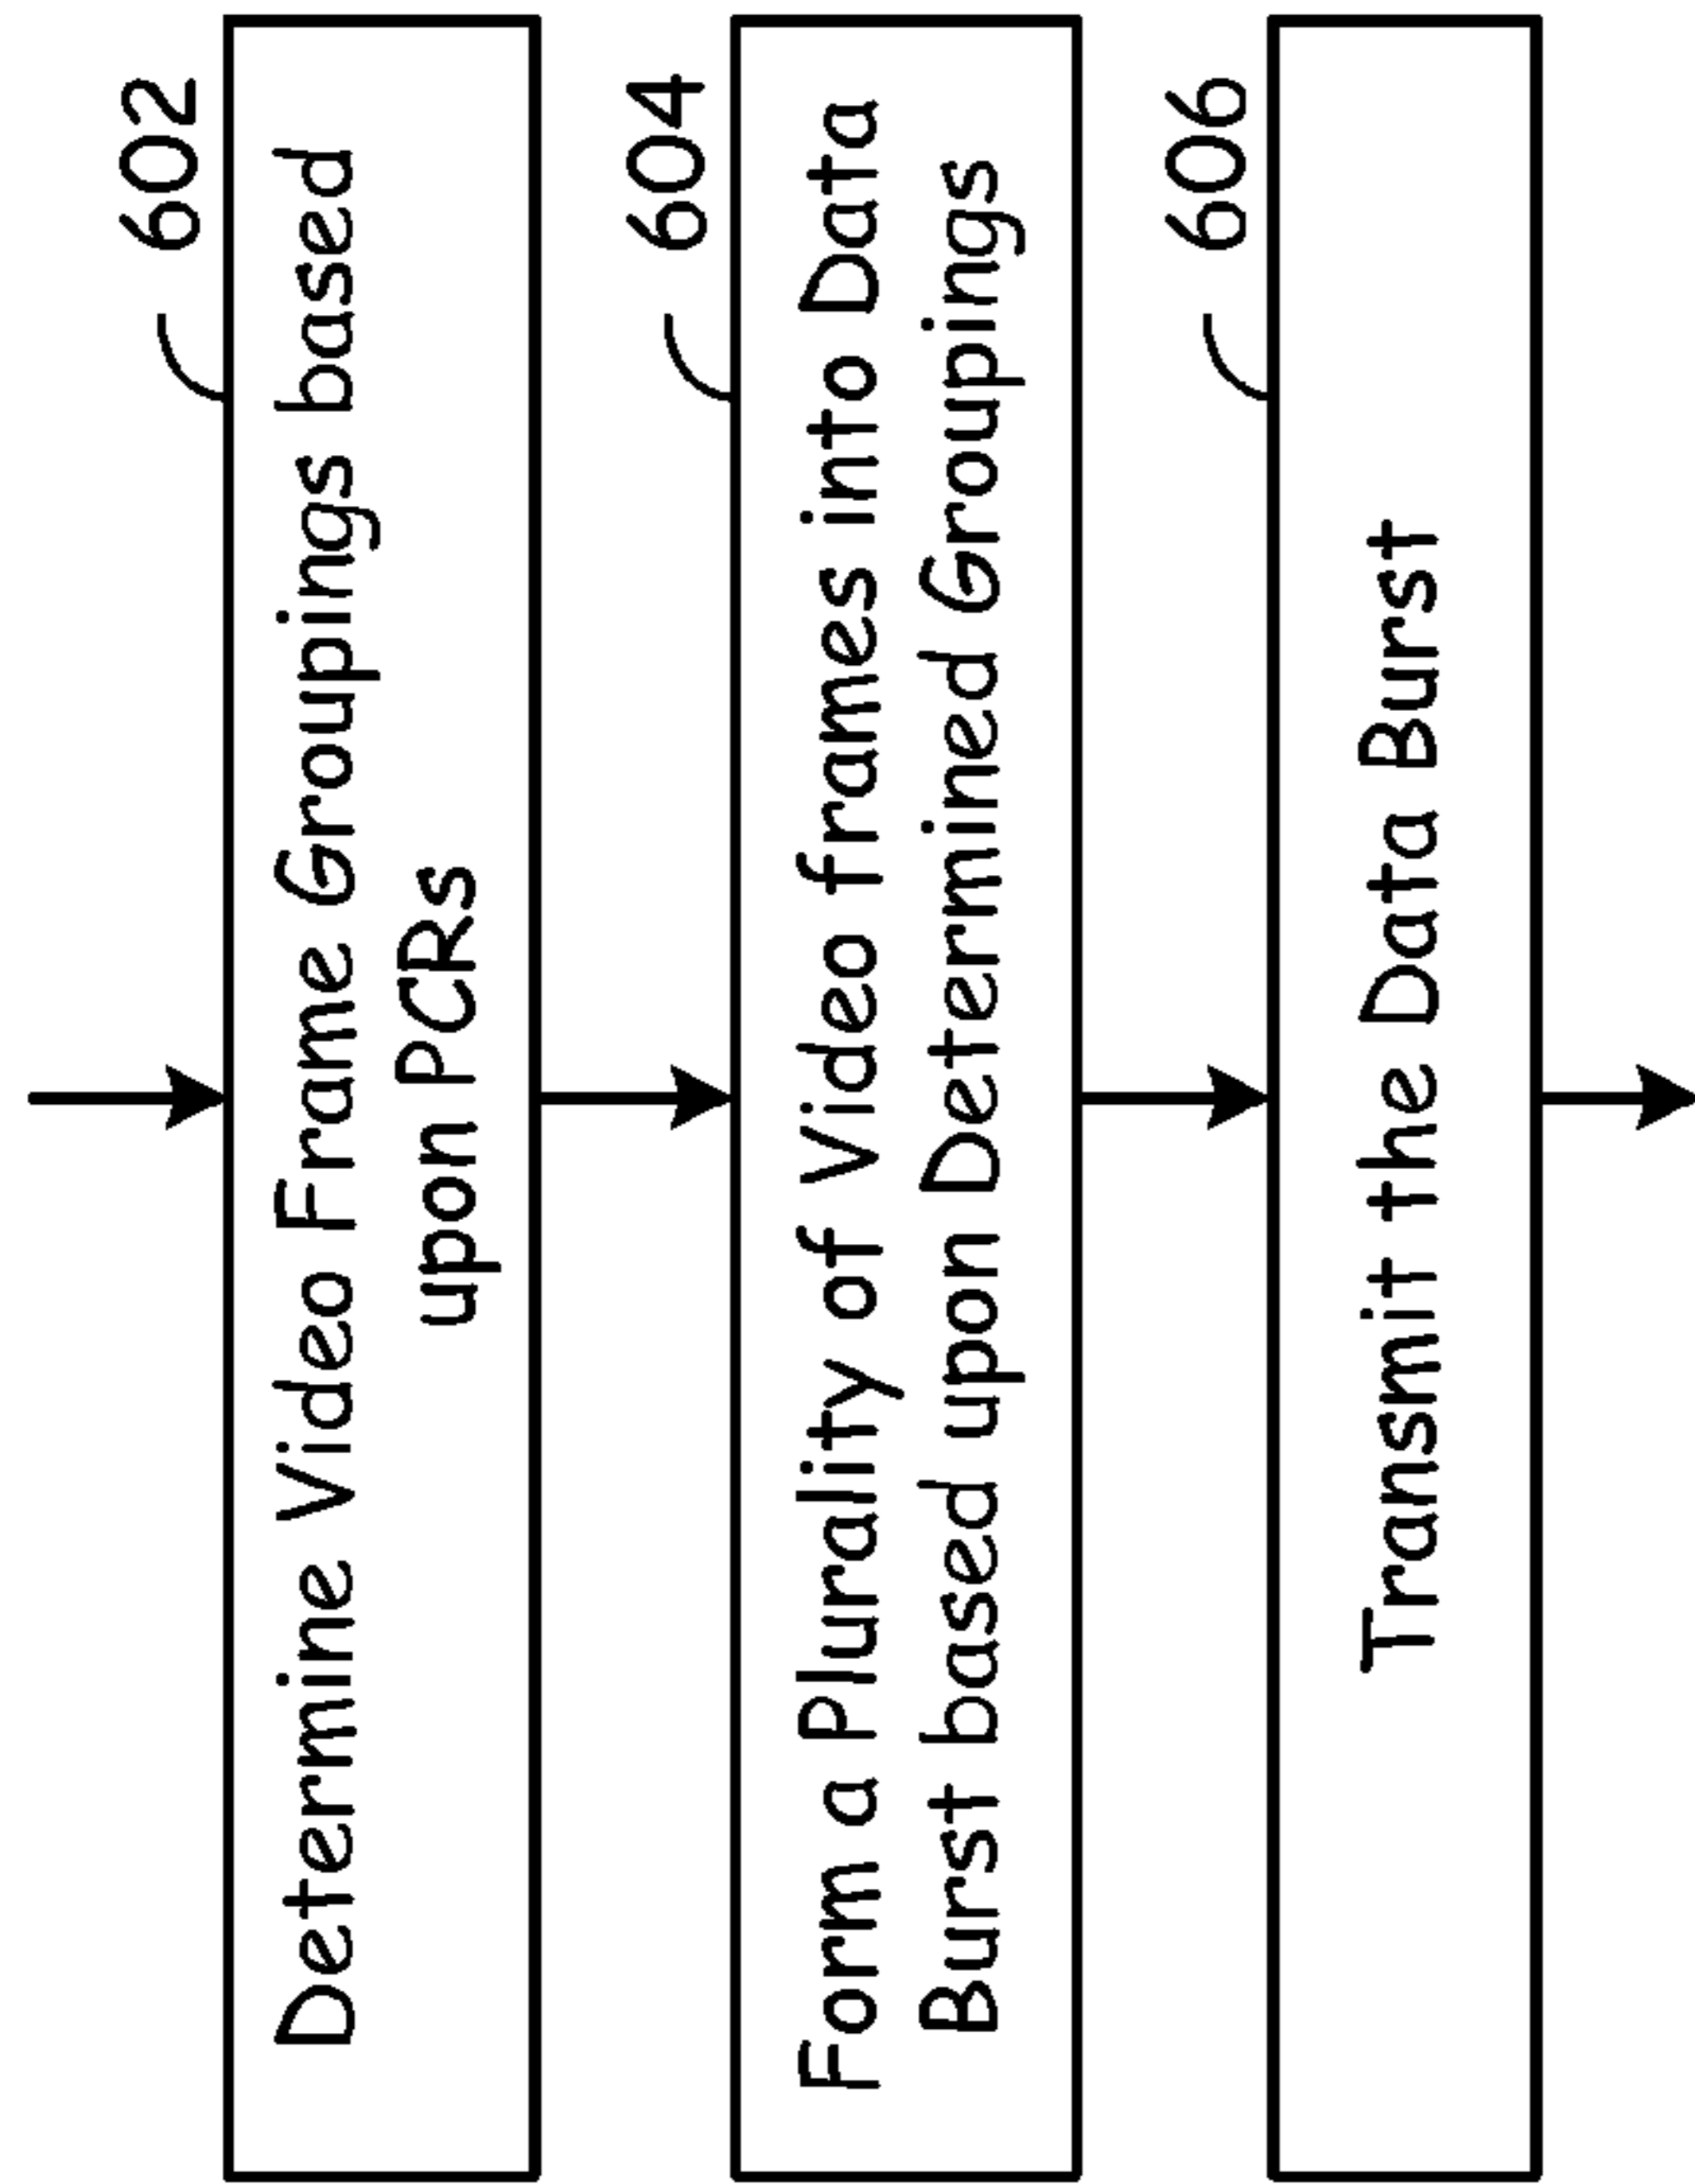 602
Determine Video Frame Groupings based
upon PCRs
604
Form a Plurality of Video frames into Data
Burst based upon Determined Groupings
606
Transmit the Data Burst